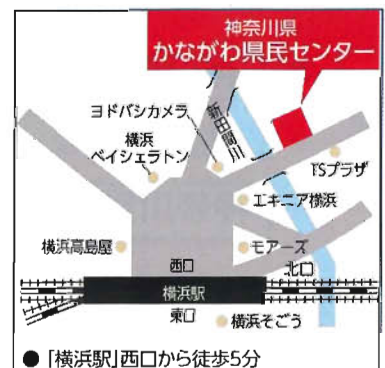 神奈川県
かながわ県民センター
ヨドバシカメラ
新田間川
横浜
ベイシェラトン
TSプラザ
エキニア横浜
横浜高島屋
モアーズ
西口
北口
横浜駅
東口
横浜そごう
● 「横浜駅」西口から徒歩5分